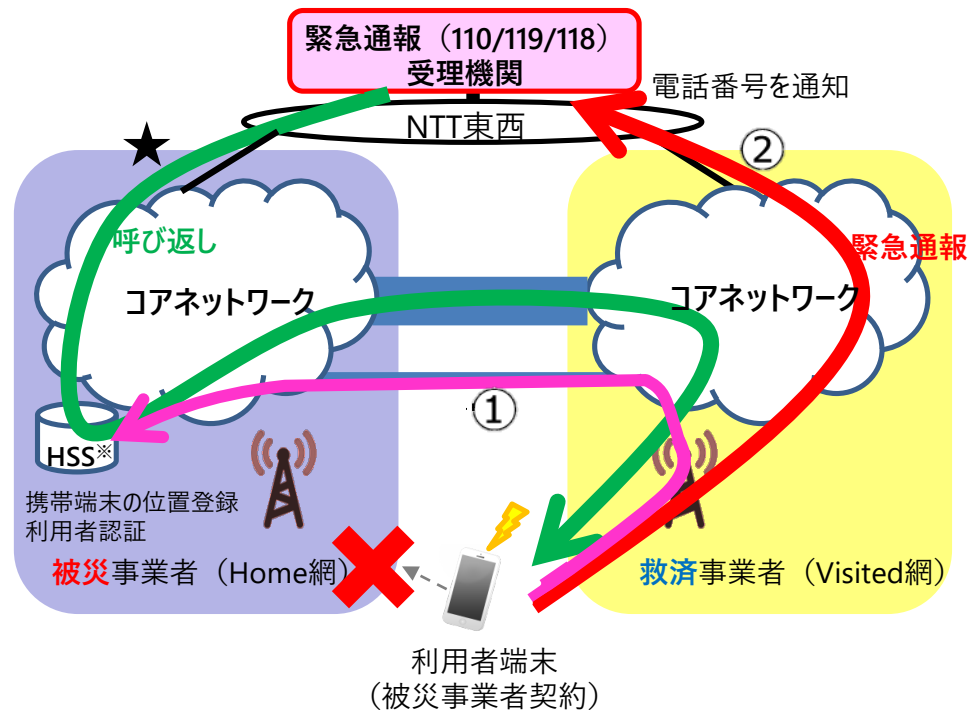 緊急通報（110/119/118）
受理機関
電話番号を通知
NTT東西
★
②
呼び返し
緊急通報
コアネットワーク
コアネットワーク
①
HSS※
携帯端末の位置登録
利用者認証
被災事業者（Home網）
救済事業者（Visited網）
利用者端末
（被災事業者契約）